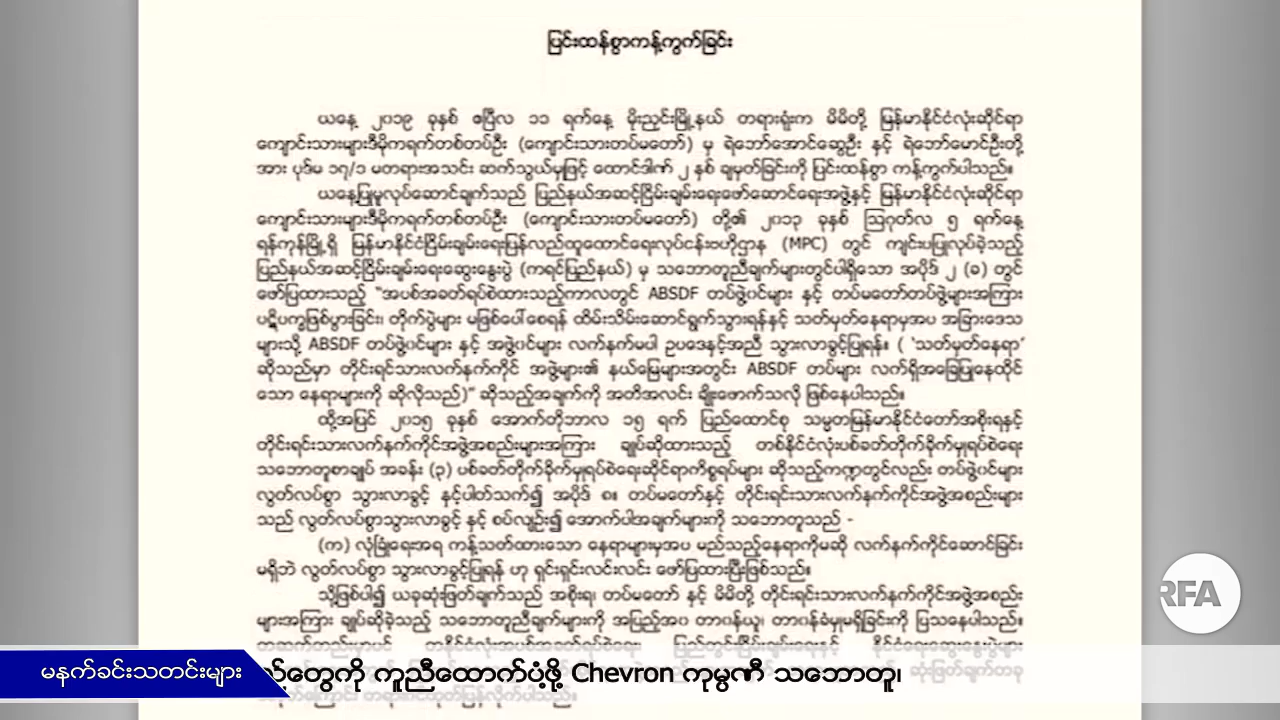 ပြင်းထန်စွာကန့်ကွက်ခြင်း
ယနေ့ ၂၀၁၉ ခုနှစ် ဧပြီလ ၁၁ ရက်နေ့ မိုးညှင်းမြို့နယ် တရားရုံးက မိမိတို့ မြန်မာနိုင်ငံလုံးဆိုင်ရာ
ကျောင်းသားများဒီမိုကရက်တစ်တပ်ဦး (ကျောင်းသားတပ်မတော်) မှ ရဲဘော်အောင်ဆွေဦး နှင့် ရဲဘော်မောင်ဦးတို့
အား ပုဒ်မ ၁၇/၁ မတရားအသင်း ဆက်သွယ်မှုဖြင့် ထောင်ဒါဏ် ၂ နှစ် ချမှတ်ခြင်းကို ပြင်းထန်စွာ ကန့်ကွက်ပါသည်။
ယနေ့ပြုမူလုပ်ဆောင်ချက်သည် ပြည်နယ်အဆင့်ငြိမ်းချမ်းရေးဖော်ဆောင်ရေးအဖွဲ့နှင့် မြန်မာနိုင်ငံလုံးဆိုင်ရာ
ကျောင်းသားများဒီမိုကရက်တစ်တပ်ဦး (ကျောင်းသားတပ်မတော်) တို့၏ ၂၀၁၃ ခုနှစ် ဩဂုတ်လ ၅ ရက်နေ့
ရန်ကုန်မြို့ရှိ မြန်မာနိုင်ငံငြိမ်းချမ်းရေးပြန်လည်ထူထောင်ရေးလုပ်ငန်းဗဟိုဌာန (MPC) တွင် ကျင်းပပြုလုပ်ခဲ့သည့်
ပြည်နယ်အဆင့်ငြိမ်းချမ်းရေးဆွေးနွေးပွဲ (ကရင်ပြည်နယ်) မှ သဘောတူညီချက်များတွင်ပါရှိသော အပိုဒ် ၂ (ခ) တွင်
ဖော်ပြထားသည့် “အပစ်အခတ်ရပ်စဲထားသည့်ကာလတွင် ABSDF တပ်ဖွဲ့ဝင်များ နှင့် တပ်မတော်တပ်ဖွဲ့များအကြား
ပဋိပက္ခဖြစ်ပွားခြင်း၊ တိုက်ပွဲများ မဖြစ်ပေါ်စေရန် ထိမ်းသိမ်းဆောင်ရွက်သွားရန်နှင့် သတ်မှတ်နေရာမှအပ အခြားဒေသ
များသို့ ABSDF တပ်ဖွဲ့ဝင်များ နှင့် အဖွဲ့ဝင်များ လက်နက်မပါ ဥပဒေနှင့်အညီ သွားလာခွင့်ပြုရန်။ ( ‘သတ်မှတ်နေရာ’
ဆိုသည်မှာ တိုင်းရင်းသားလက်နက်ကိုင် အဖွဲ့များ၏ နယ်မြေများအတွင်း ABSDF တပ်များ လက်ရှိအခြေပြုနေထိုင်
သော နေရာများကို ဆိုလိုသည်)” ဆိုသည့်အချက်ကို အတိအလင်း ချိုးဖောက်သလို ဖြစ်နေပါသည်။
ထို့အပြင် ၂၀၁၅ ခုနှစ် အောက်တိုဘာလ ၁၅ ရက် ပြည်ထောင်စု သမ္မတမြန်မာနိုင်ငံတော်အစိုးရနှင့်
တိုင်းရင်းသားလက်နက်ကိုင်အဖွဲ့အစည်းများအကြား ချုပ်ဆိုထားသည့် တစ်နိုင်ငံလုံးပစ်ခတ်တိုက်ခိုက်မှုရပ်စဲရေး
သဘောတူစာချုပ် အခန်း (၃) ပစ်ခတ်တိုက်ခိုက်မှုရပ်စဲရေးဆိုင်ရာကိစ္စရပ်များ ဆိုသည့်ကဏ္ဍတွင်လည်း တပ်ဖွဲ့ဝင်များ
လွတ်လပ်စွာ သွားလာခွင့် နှင့်ပါတ်သက်၍ အပိုဒ် ၈။ တပ်မတော်နှင့် တိုင်းရင်းသားလက်နက်ကိုင်အဖွဲ့အစည်းများ
သည် လွတ်လပ်စွာသွားလာခွင့် နှင့် စပ်လျဉ်း၍ အောက်ပါအချက်များကို သဘောတူသည် -
(က) လုံခြုံရေးအရ ကန့်သတ်ထားသော နေရာများမှအပ မည်သည့်နေရာကိုမဆို လက်နက်ကိုင်ဆောင်ခြင်း
မရှိဘဲ လွတ်လပ်စွာ သွားလာခွင့်ပြုရန် ဟု ရှင်းရှင်းလင်းလင်း ဖော်ပြထားပြီးဖြစ်သည်။
သို့ဖြစ်ပါ၍ ယခုဆုံးဖြတ်ချက်သည် အစိုးရ၊ တပ်မတော် နှင့် မိမိတို့ တိုင်းရင်းသားလက်နက်ကိုင်အဖွဲ့အစည်း
များအကြား ချုပ်ဆိုခဲ့သည့် သဘောတူညီချက်များကို အပြည့်အဝ တာဝန်ယူ၊ တာဝန်ခံမှုမရှိခြင်းကို ပြသနေပါသည်။
RFA
မနက်ခင်းသတင်းများ
တွေကို ကူညီထောက်ပံ့ဖို့ Chevron ကုမ္ပဏီ သဘောတူ၊